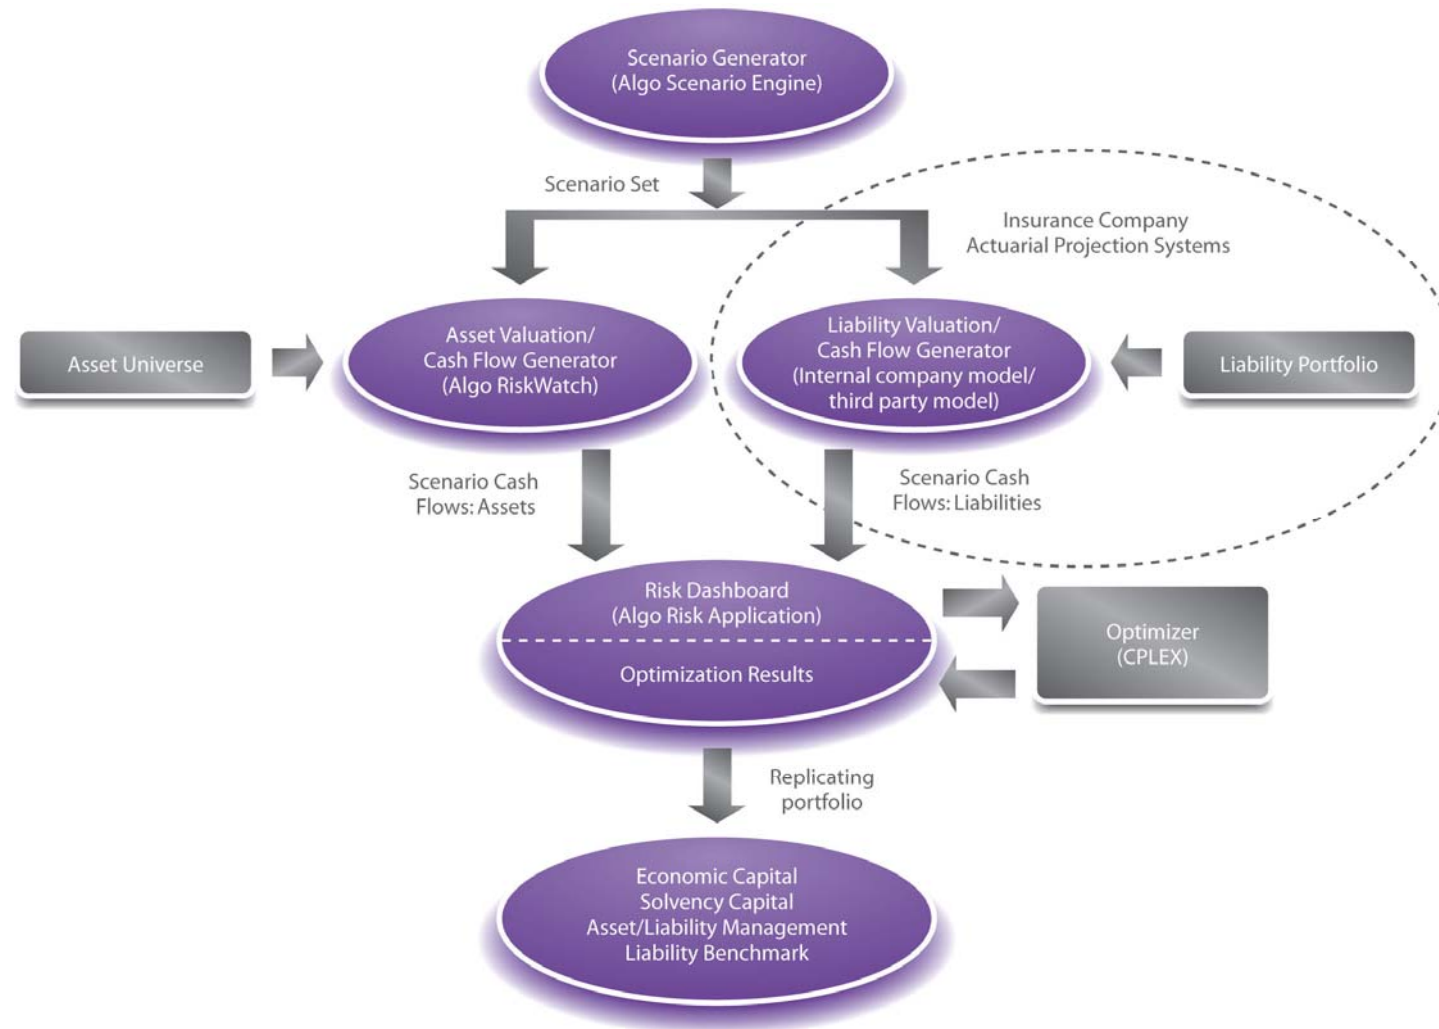 Scenario Generator
(Algo Scenario Engine)
Scenario Set
Insurance Company
Actuarial Projection Systems
Asset Universe
Asset Valuation/
Cash Flow Generator
(Algo RiskWatch)
Liability Valuation/
Cash Flow Generator
(Internal company model/
third party model)
Liability Portfolio
Scenario Cash
Flows: Assets
Scenario Cash
Flows: Liabilities
Risk Dashboard
(Algo Risk Application)
Optimization Results
Optimizer
(CPLEX)
Replicating
portfolio
Economic Capital
Solvency Capital
Asset/Liability Management
Liability Benchmark